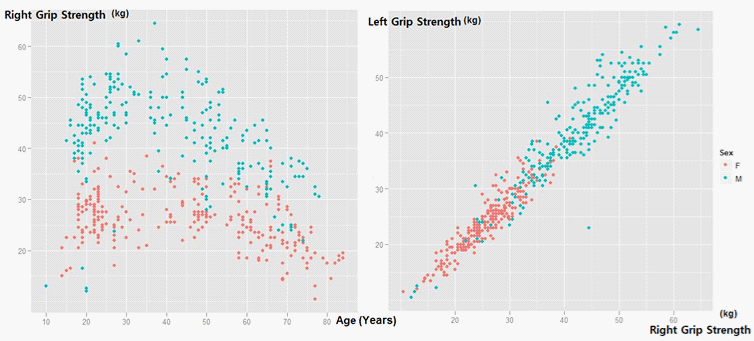 Right Grip Strength (kg)
60
50
40
30
20
10 20 30 40 50 60 70 80
Age (Years)
Left Grip Strength (kg)
50
40
30
20
20 30 40 50 60
(kg)
Right Grip Strength
Sex
F
M